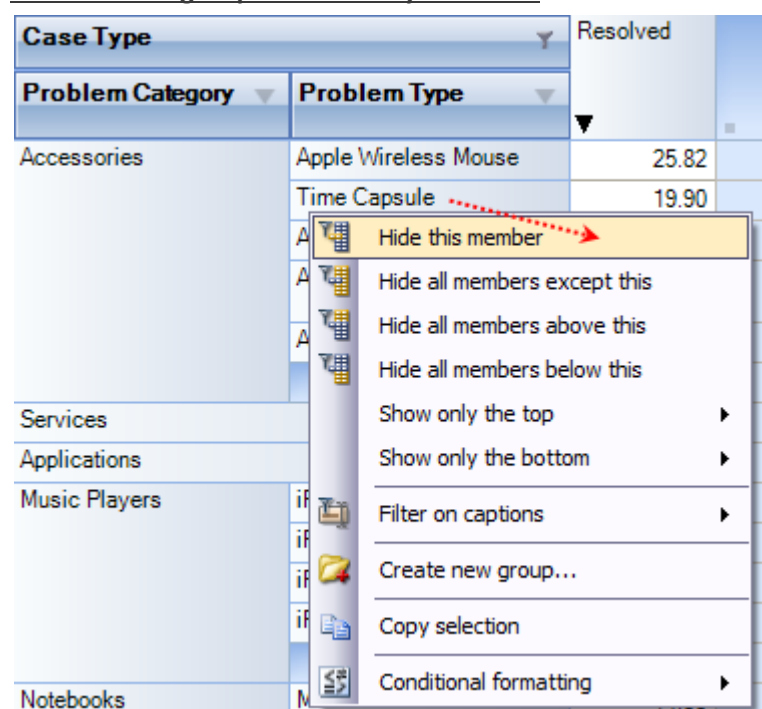 Case Type
Resolved
Problem Category
Problem Type
Accessories
Apple Wireless Mouse
25.82
Time Capsule
19.90
A
Hide this member
A
Hide all members except this
Hide all members above this
A
Hide all members below this
Services
Show only the top
Applications
Show only the bottom
Music Players
Filter on captions
Create new group...
Copy selection
Conditional formatting
Notebooks
M